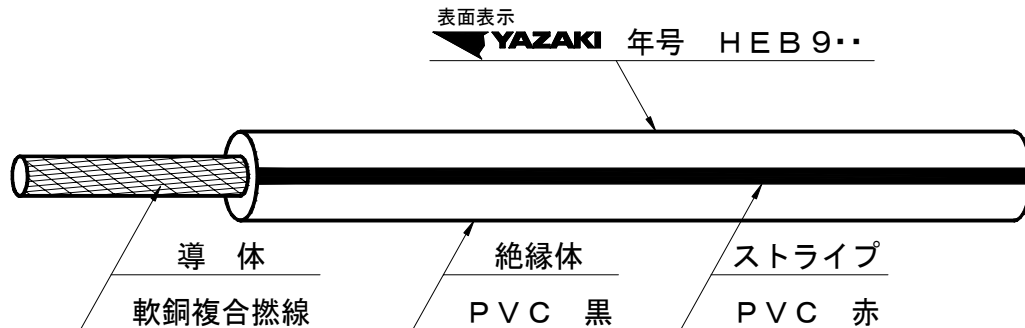 表面表示
YAZAKI 年号 HEB9‥
導 体
軟銅複合撚線
絶縁体
PVC 黒
ストライプ
PVC 赤